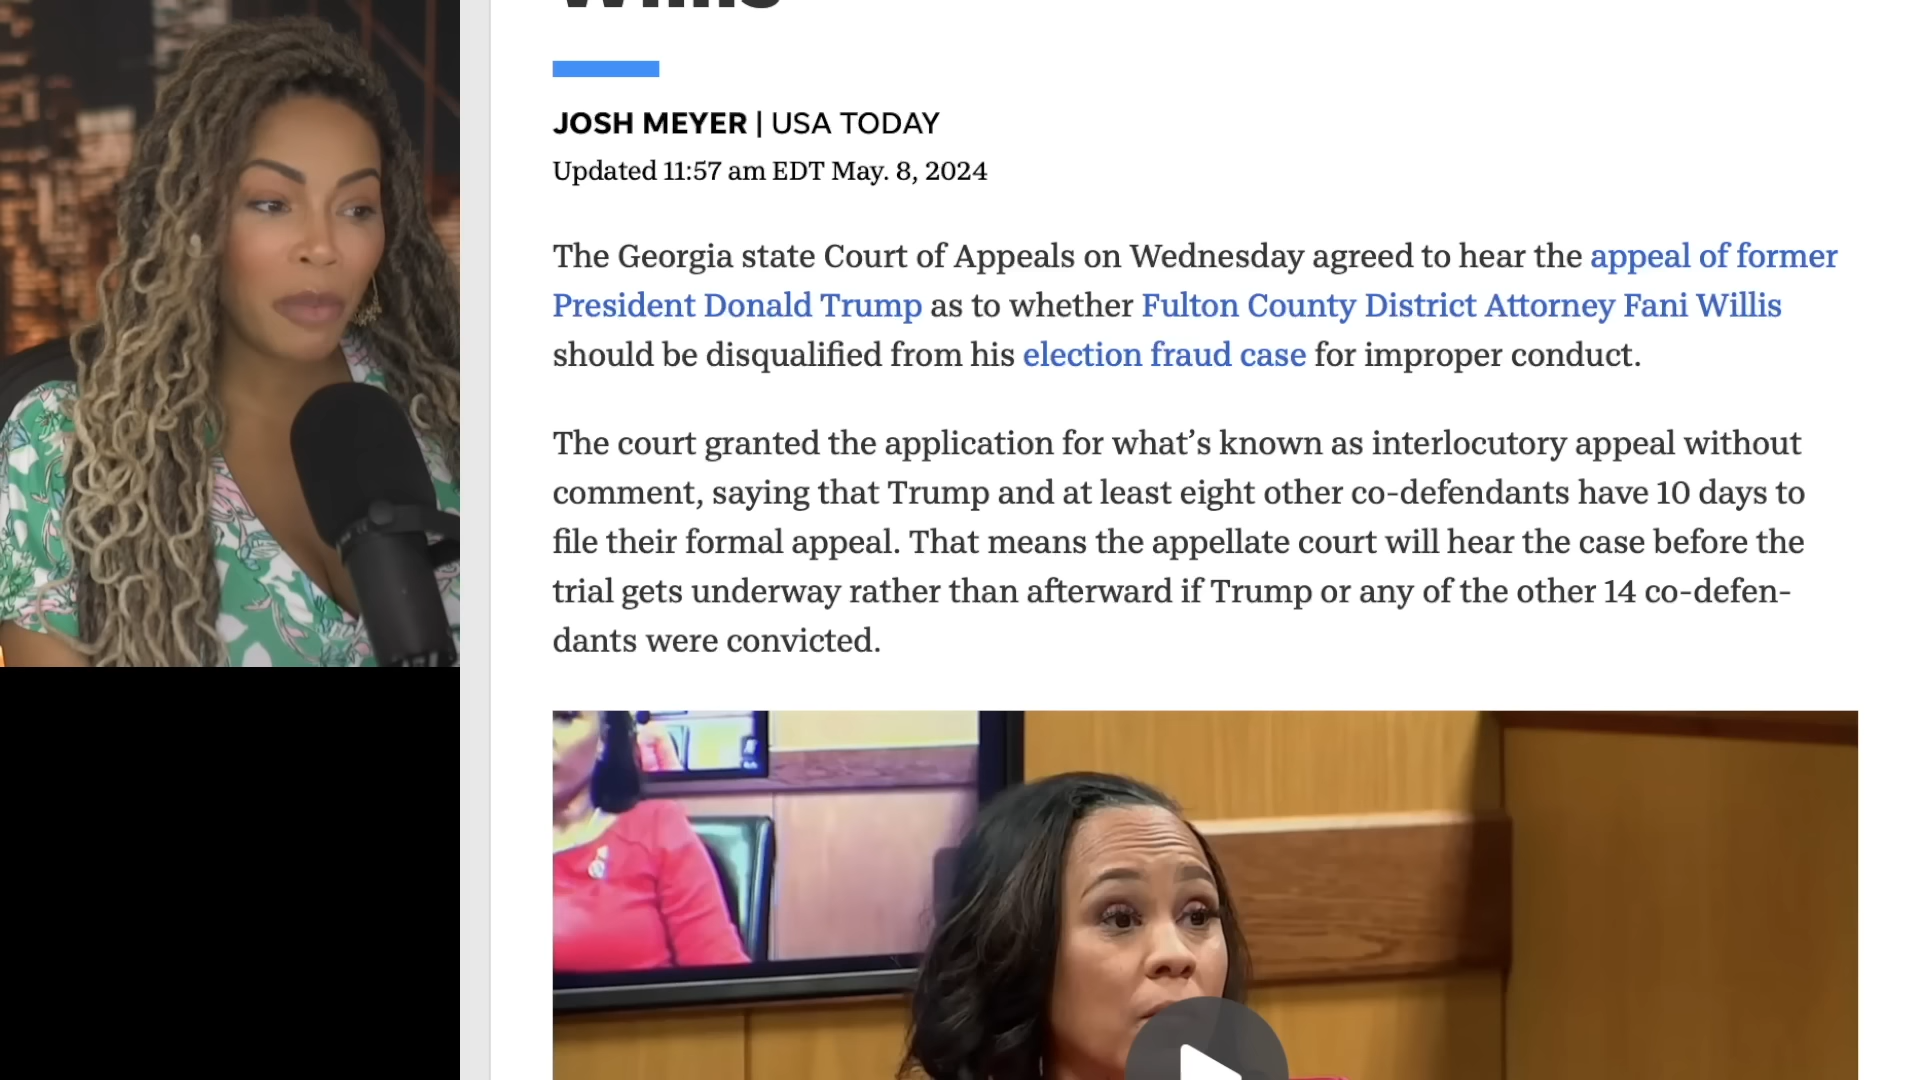 Willis
JOSH MEYER | USA TODAY
Updated 11:57 am EDT May. 8, 2024
The Georgia state Court of Appeals on Wednesday agreed to hear the appeal of former
President Donald Trump as to whether Fulton County District Attorney Fani Willis
should be disqualified from his election fraud case for improper conduct.
The court granted the application for what’s known as interlocutory appeal without
comment, saying that Trump and at least eight other co-defendants have 10 days to
file their formal appeal. That means the appellate court will hear the case before the
trial gets underway rather than afterward if Trump or any of the other 14 co-defen-
dants were convicted.